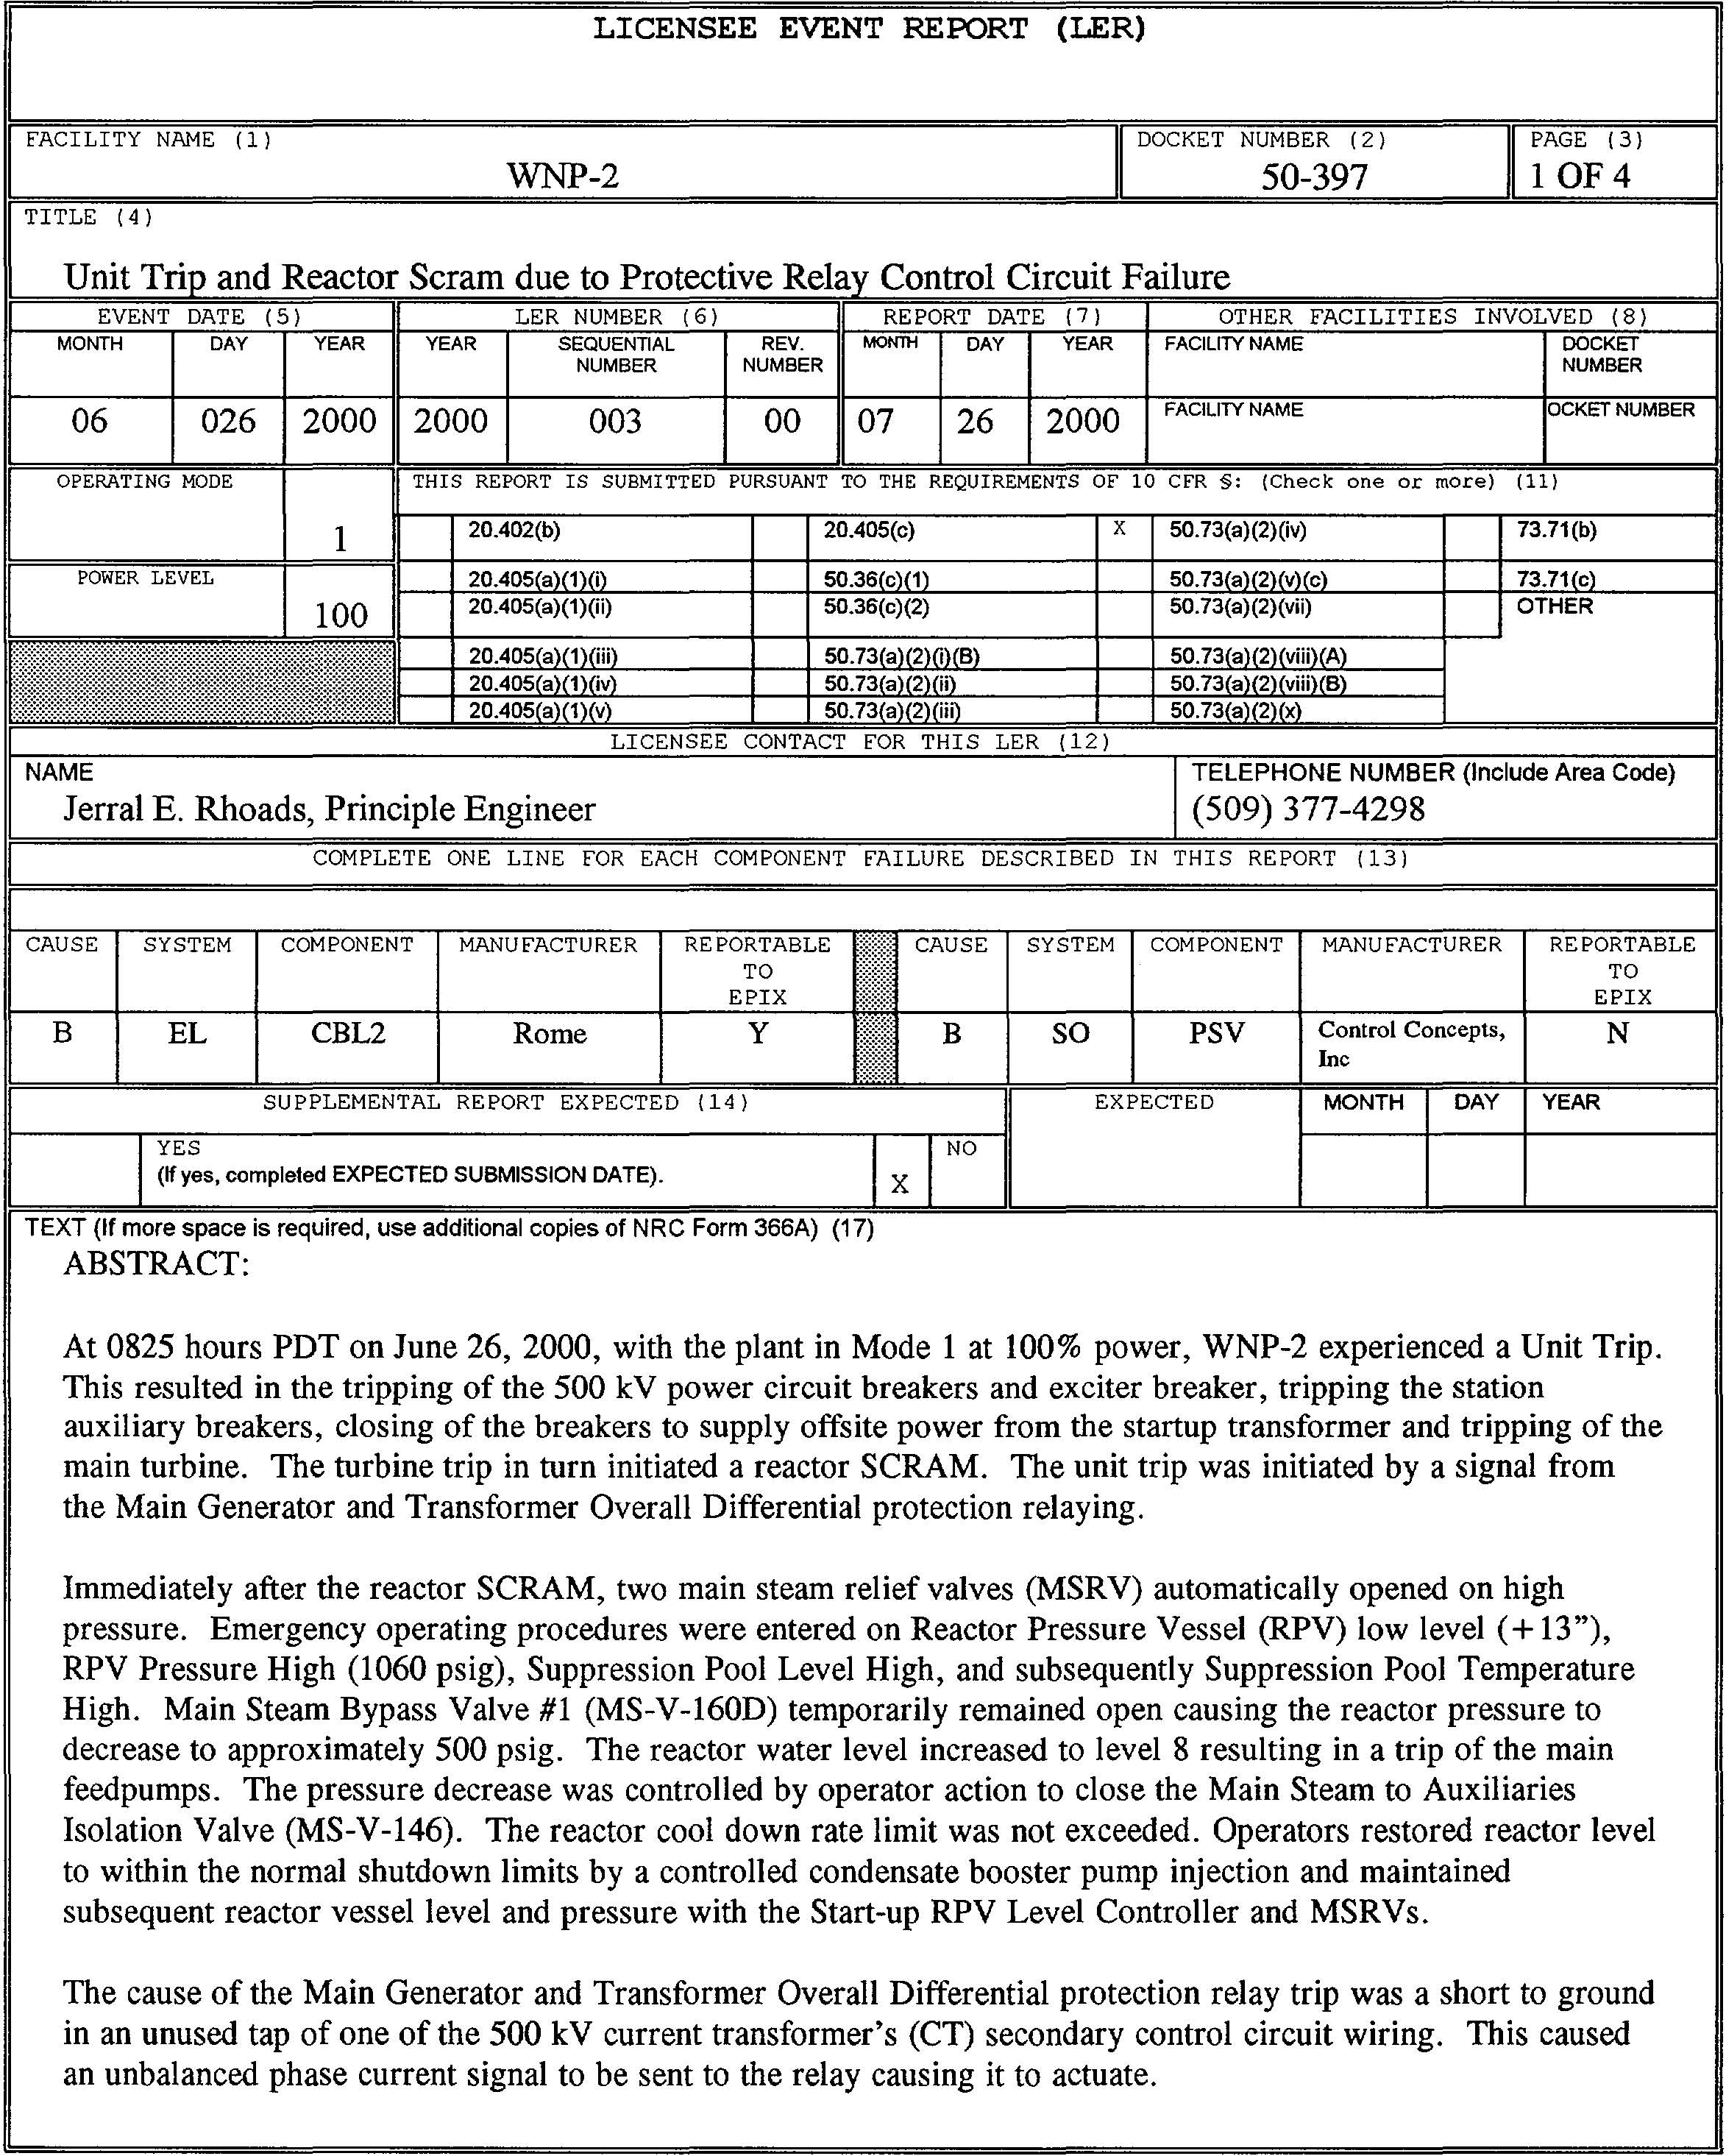 LICENSEE EVENT REPORT (LER)
FACILITY NAME (1)
DOCKET NUMBER (2)
PAGE (3)
WNP-2
50-397
1 OF 4
TITLE (4)
Unit Trip and Reactor Scram due to Protective Relay Control Circuit Failure
EVENT DATE (5)
LER NUMBER (6)
REPORT DATE (7)
OTHER FACILITIES INVOLVED (8)
MONTH DAY YEAR YEAR SEQUENTIAL NUMBER REV. NUMBER MONTH DAY YEAR FACILITY NAME DOCKET NUMBER
06 026 2000 2000 003 00 07 26 2000 FACILITY NAME OCKET NUMBER
OPERATING MODE 1
THIS REPORT IS SUBMITTED PURSUANT TO THE REQUIREMENTS OF 10 CFR §: (Check one or more) (11)
20.402(b) 20.405(c) X 50.73(a)(2)(iv) 73.71(b)
POWER LEVEL 100
20.405(a)(1)(i) 50.36(c)(1) 50.73(a)(2)(v)(c) 73.71(c)
20.405(a)(1)(ii) 50.36(c)(2) 50.73(a)(2)(vii) OTHER
20.405(a)(1)(iii) 50.73(a)(2)(i)(B) 50.73(a)(2)(viii)(A)
20.405(a)(1)(iv) 50.73(a)(2)(ii) 50.73(a)(2)(viii)(B)
20.405(a)(1)(v) 50.73(a)(2)(iii) 50.73(a)(2)(x)
LICENSEE CONTACT FOR THIS LER (12)
NAME
TELEPHONE NUMBER (Include Area Code)
Jerral E. Rhoads, Principle Engineer
(509) 377-4298
COMPLETE ONE LINE FOR EACH COMPONENT FAILURE DESCRIBED IN THIS REPORT (13)
CAUSE SYSTEM COMPONENT MANUFACTURER REPORTABLE TO EPIX CAUSE SYSTEM COMPONENT MANUFACTURER REPORTABLE TO EPIX
B EL CBL2 Rome Y B SO PSV Control Concepts, Inc N
SUPPLEMENTAL REPORT EXPECTED (14)
EXPECTED MONTH DAY YEAR
YES
(If yes, completed EXPECTED SUBMISSION DATE).
X NO
TEXT (If more space is required, use additional copies of NRC Form 366A) (17)
ABSTRACT:
At 0825 hours PDT on June 26, 2000, with the plant in Mode 1 at 100% power, WNP-2 experienced a Unit Trip.
This resulted in the tripping of the 500 kV power circuit breakers and exciter breaker, tripping the station
auxiliary breakers, closing of the breakers to supply offsite power from the startup transformer and tripping of the
main turbine. The turbine trip in turn initiated a reactor SCRAM. The unit trip was initiated by a signal from
the Main Generator and Transformer Overall Differential protection relaying.
Immediately after the reactor SCRAM, two main steam relief valves (MSRV) automatically opened on high
pressure. Emergency operating procedures were entered on Reactor Pressure Vessel (RPV) low level (+13”),
RPV Pressure High (1060 psig), Suppression Pool Level High, and subsequently Suppression Pool Temperature
High. Main Steam Bypass Valve #1 (MS-V-160D) temporarily remained open causing the reactor pressure to
decrease to approximately 500 psig. The reactor water level increased to level 8 resulting in a trip of the main
feedpumps. The pressure decrease was controlled by operator action to close the Main Steam to Auxiliaries
Isolation Valve (MS-V-146). The reactor cool down rate limit was not exceeded. Operators restored reactor level
to within the normal shutdown limits by a controlled condensate booster pump injection and maintained
subsequent reactor vessel level and pressure with the Start-up RPV Level Controller and MSRVs.
The cause of the Main Generator and Transformer Overall Differential protection relay trip was a short to ground
in an unused tap of one of the 500 kV current transformer’s (CT) secondary control circuit wiring. This caused
an unbalanced phase current signal to be sent to the relay causing it to actuate.